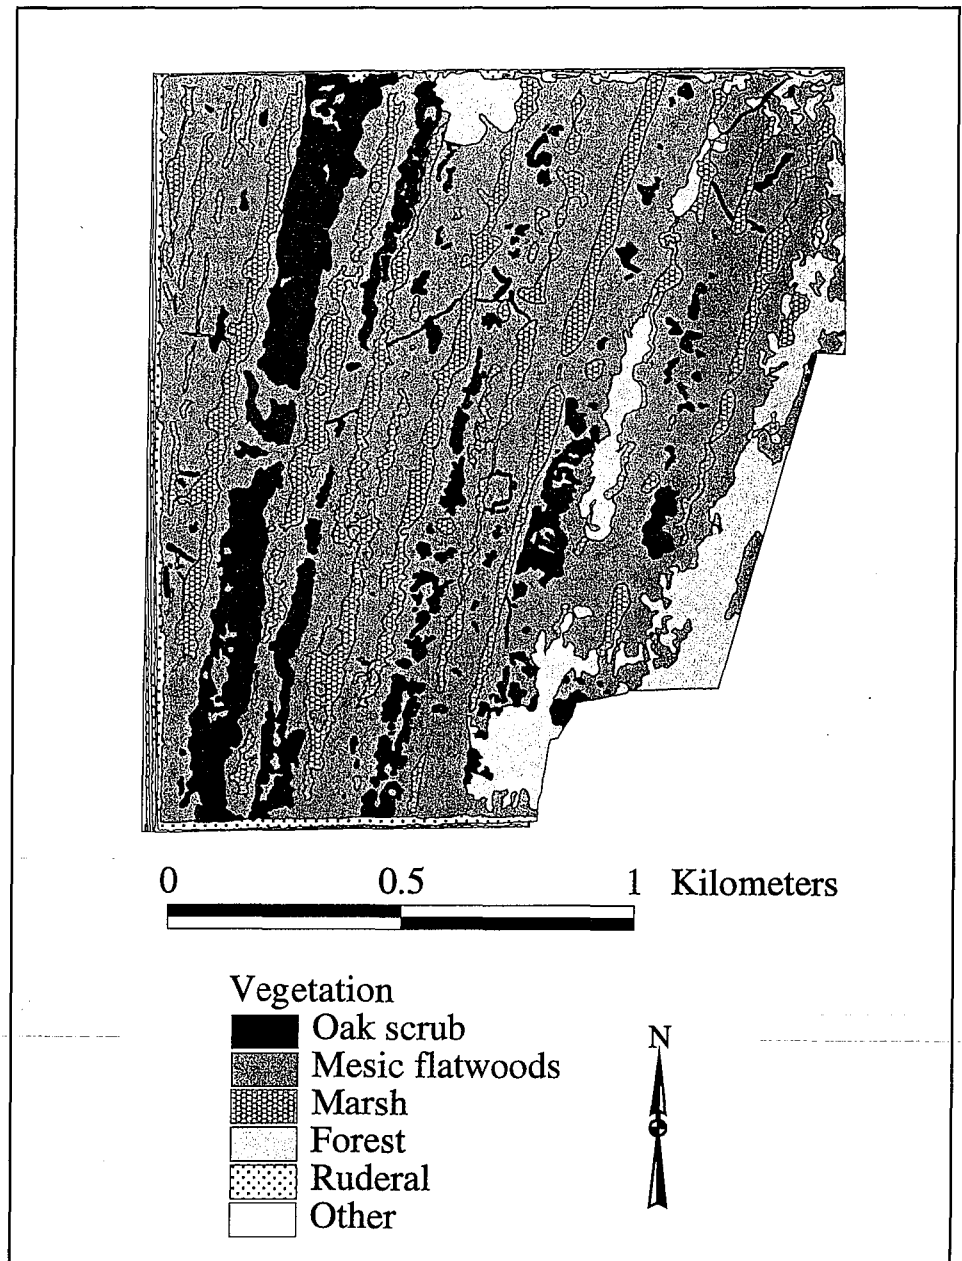 0 0.5 1 Kilometers
Vegetation
Oak scrub
Mesic flatwoods
Marsh
Forest
Ruderal
Other
N